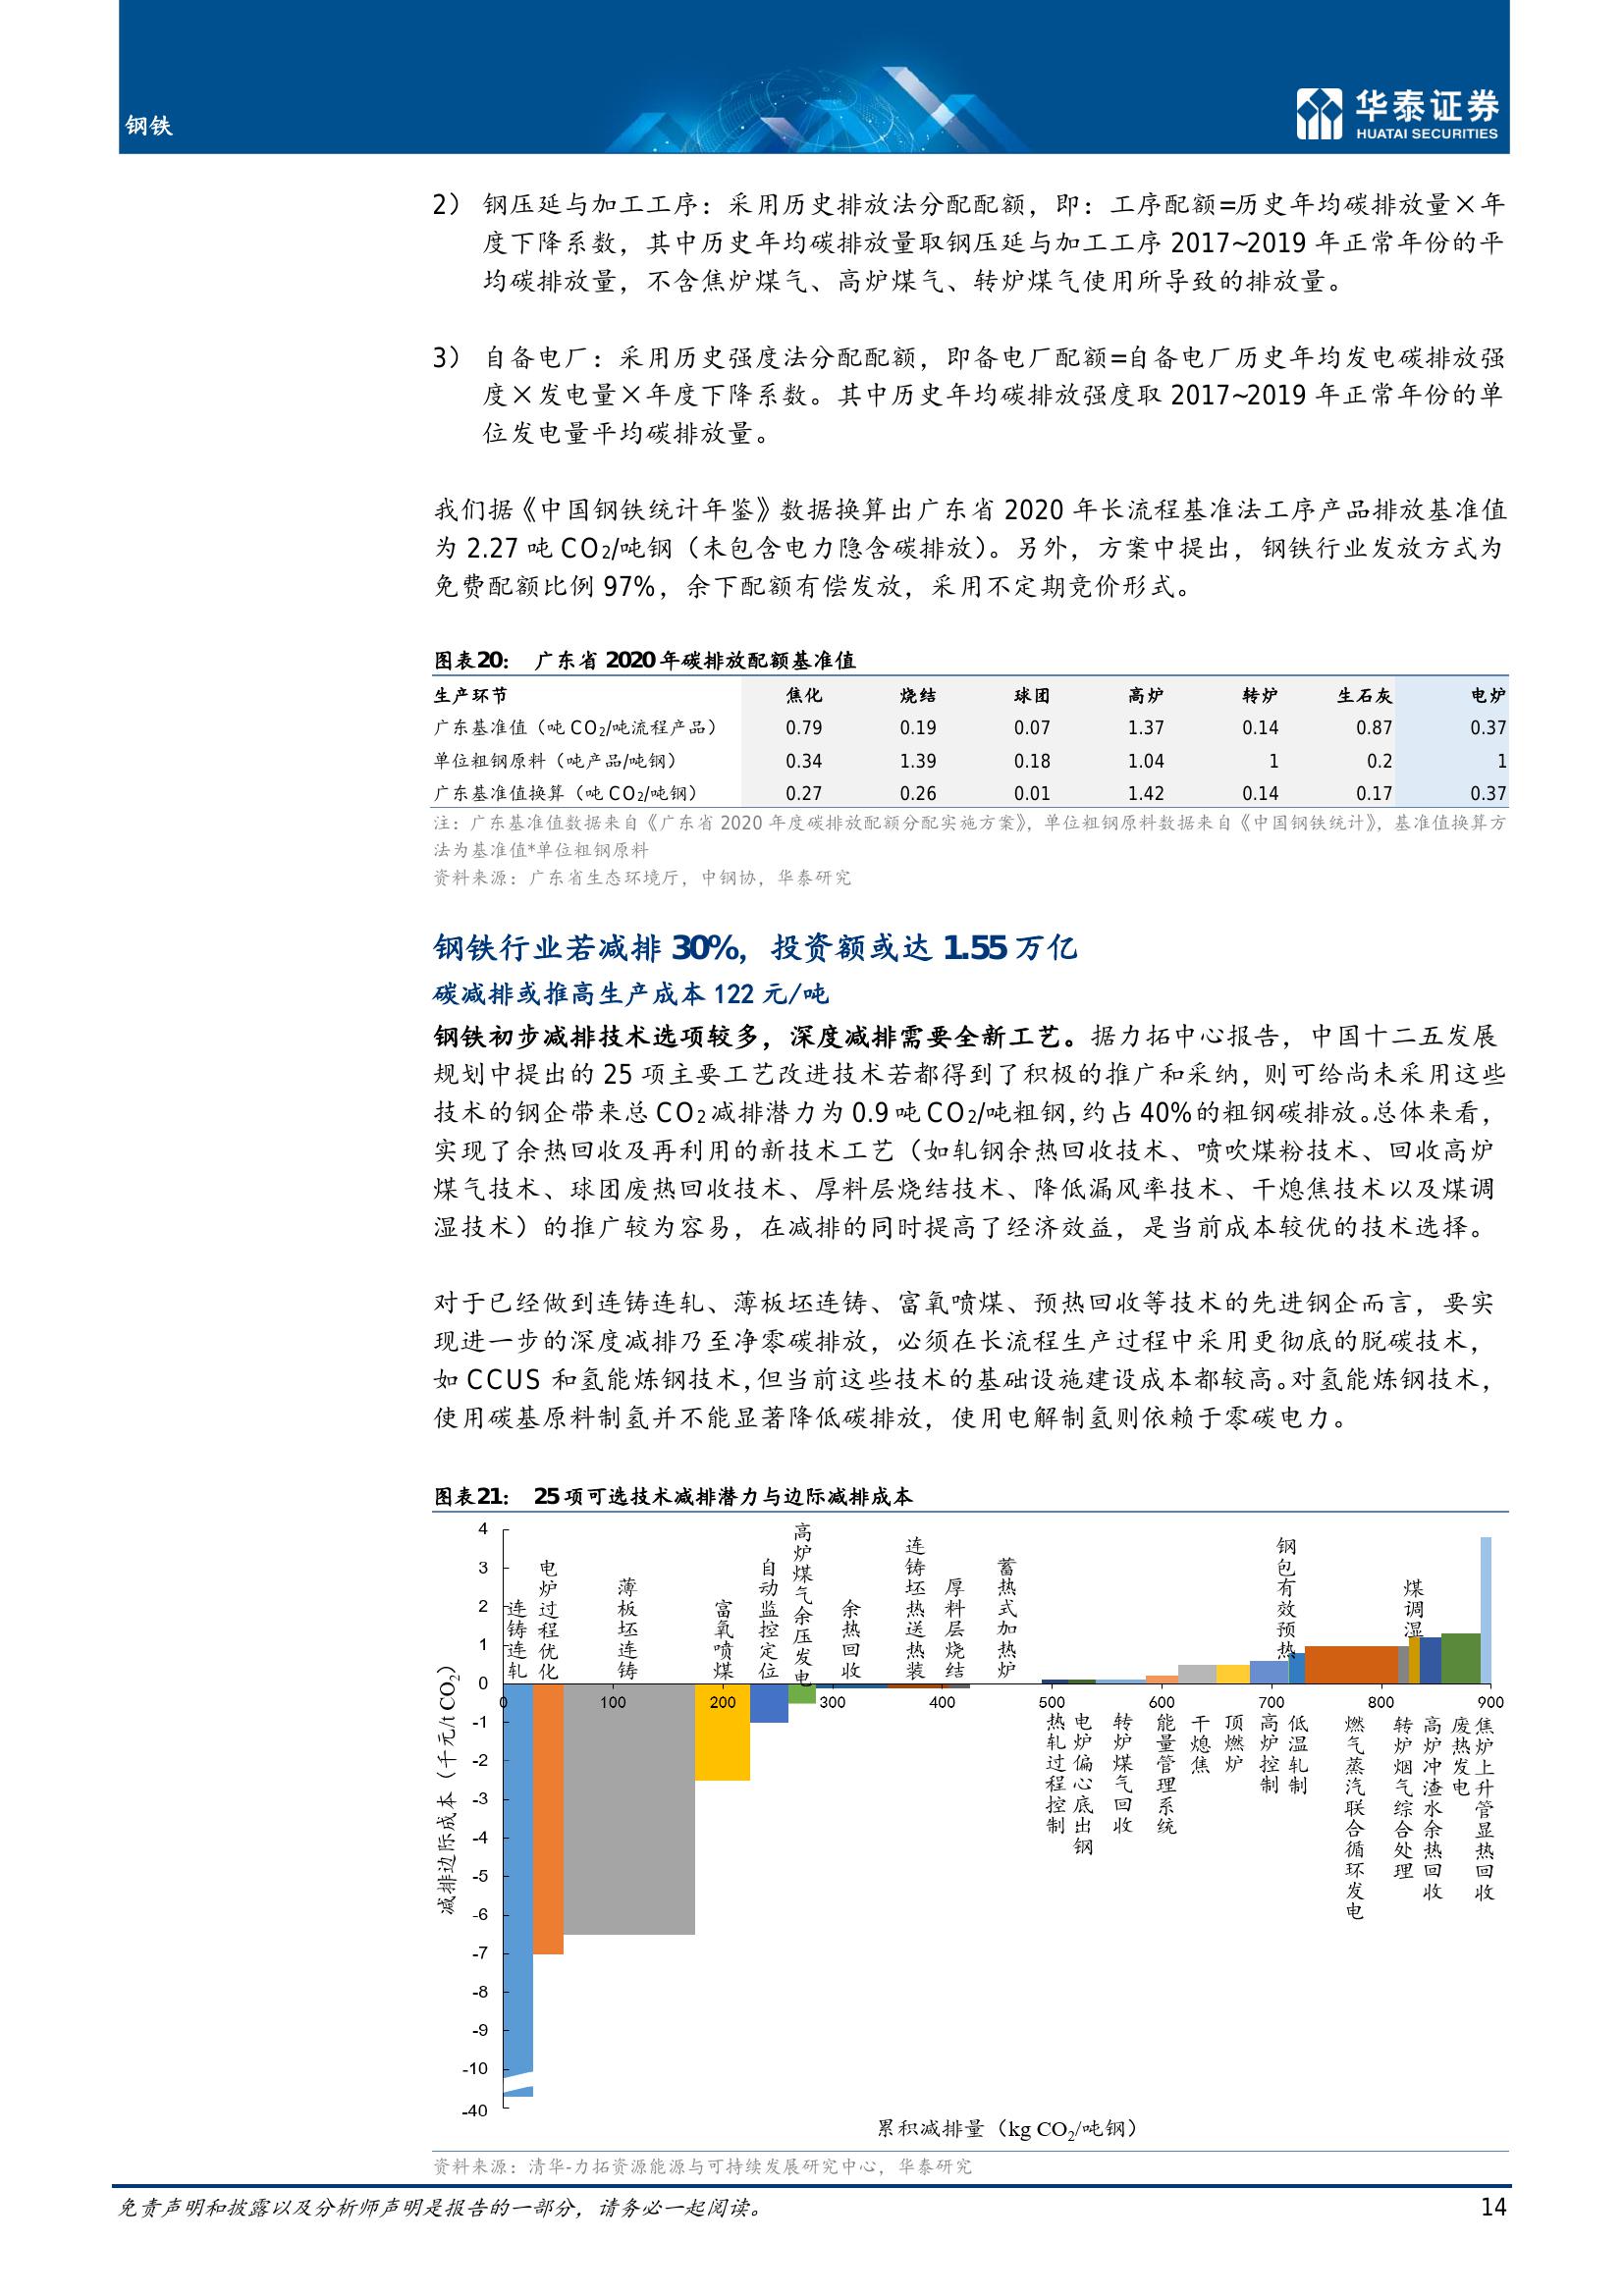 钢铁
华泰证券
HUATAI SECURITIES
2） 钢压延与加工工序：采用历史排放法分配配额，即：工序配额=历史年均碳排放量×年
度下降系数，其中历史年均碳排放量取钢压延与加工工序 2017~2019 年正常年份的平
均碳排放量，不含焦炉煤气、高炉煤气、转炉煤气使用所导致的排放量。
3） 自备电厂：采用历史强度法分配配额，即备电厂配额=自备电厂历史年均发电碳排放强
度×发电量×年度下降系数。其中历史年均碳排放强度取 2017~2019 年正常年份的单
位发电量平均碳排放量。
我们据《中国钢铁统计年鉴》数据换算出广东省 2020 年长流程基准法工序产品排放基准值
为 2.27 吨 CO2/吨钢（未包含电力隐含碳排放）。另外，方案中提出，钢铁行业发放方式为
免费配额比例 97%，余下配额有偿发放，采用不定期竞价形式。
图表20： 广东省 2020 年碳排放配额基准值
生产环节 焦化 烧结 球团 高炉 转炉 生石灰 电炉
广东基准值（吨 CO2/吨流程产品） 0.79 0.19 0.07 1.37 0.14 0.87 0.37
单位粗钢原料（吨产品/吨钢） 0.34 1.39 0.18 1.04 1 0.2 1
广东基准值换算（吨 CO2/吨钢） 0.27 0.26 0.01 1.42 0.14 0.17 0.37
注：广东基准值数据来自《广东省 2020 年度碳排放配额分配实施方案》，单位粗钢原料数据来自《中国钢铁统计》，基准值换算方
法为基准值*单位粗钢原料
资料来源：广东省生态环境厅，中钢协，华泰研究
钢铁行业若减排 30%，投资额或达 1.55 万亿
碳减排或推高生产成本 122 元/吨
钢铁初步减排技术选项较多，深度减排需要全新工艺。据力拓中心报告，中国十二五发展
规划中提出的 25 项主要工艺改进技术若都得到了积极的推广和采纳，则可给尚未采用这些
技术的钢企带来总 CO2 减排潜力为 0.9 吨 CO2/吨粗钢，约占 40%的粗钢碳排放。总体来看，
实现了余热回收及再利用的新技术工艺（如轧钢余热回收技术、喷吹煤粉技术、回收高炉
煤气技术、球团废热回收技术、厚料层烧结技术、降低漏风率技术、干熄焦技术以及煤调
湿技术）的推广较为容易，在减排的同时提高了经济效益，是当前成本较优的技术选择。
对于已经做到连铸连轧、薄板坯连铸、富氧喷煤、预热回收等技术的先进钢企而言，要实
现进一步的深度减排乃至净零碳排放，必须在长流程生产过程中采用更彻底的脱碳技术，
如 CCUS 和氢能炼钢技术，但当前这些技术的基础设施建设成本都较高。对氢能炼钢技术，
使用碳基原料制氢并不能显著降低碳排放，使用电解制氢则依赖于零碳电力。
图表21： 25 项可选技术减排潜力与边际减排成本
减排边际成本（千元/t CO2）
4
3
2
1
0
-1
-2
-3
-4
-5
-6
-7
-8
-9
-10
-40
连铸连轧
电炉过程优化
薄板坯连铸
富氧喷煤
自动监控定位
高炉煤气余压发电
余热回收
连铸坯热送热装
厚料层烧结
蓄热式加热炉
钢包有效预热
煤调湿
0 100 200 300 400 500 600 700 800 900
热轧过程控制
电炉偏心底出钢
转炉煤气回收
能量管理系统
干熄焦
顶燃炉
高炉控制
低温轧制
燃气蒸汽联合循环发电
转炉烟气综合处理
高炉冲渣水余热回收
废热发电
焦炉上升管显热回收
累积减排量（kg CO2/吨钢）
资料来源：清华-力拓资源能源与可持续发展研究中心，华泰研究
免责声明和披露以及分析师声明是报告的一部分，请务必一起阅读。 14